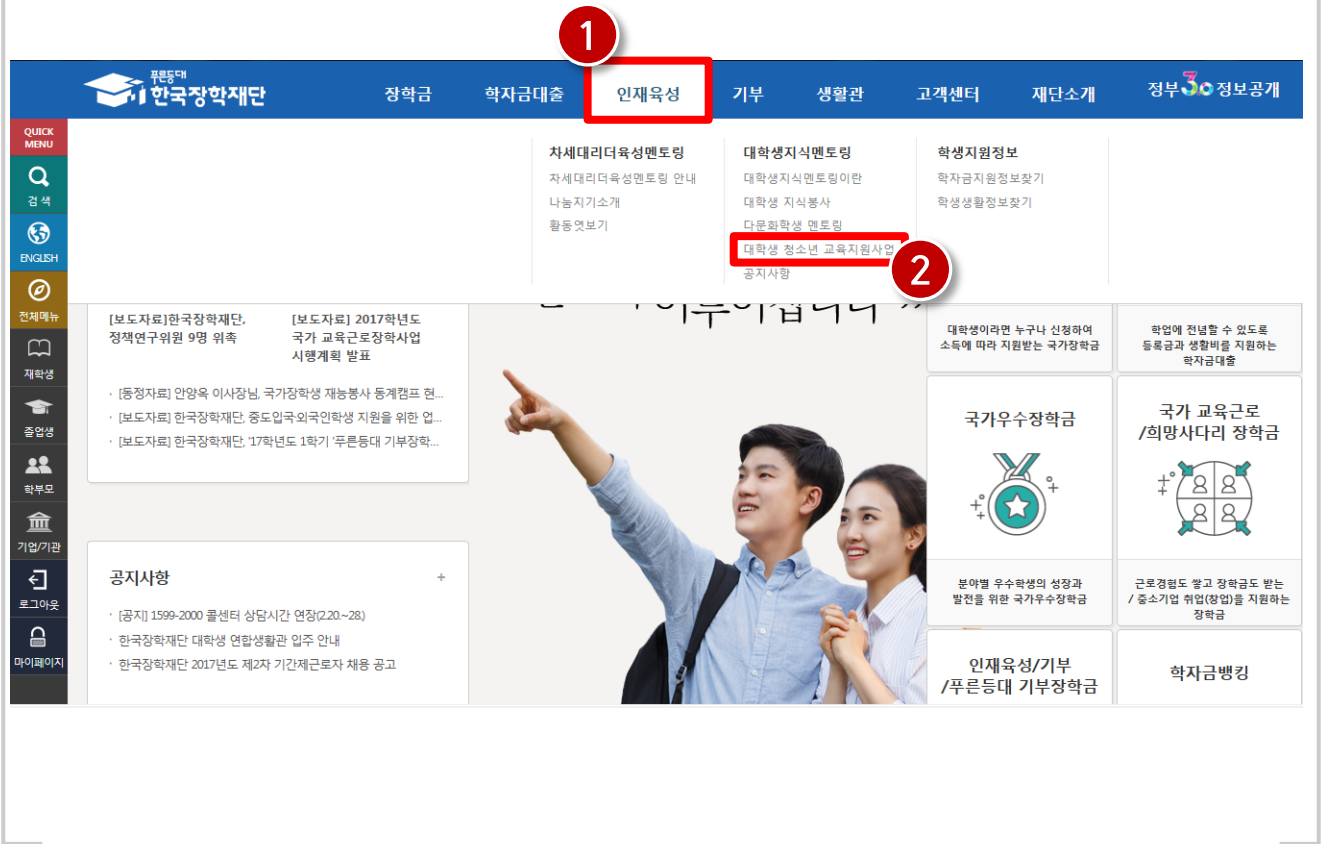 1
푸른등대
한국장학재단
장학금
학자금대출
인재육성
기부
생활관
고객센터
재단소개
정부3.0 정보공개
QUICK
MENU
검색
ENGLISH
전체메뉴
재학생
졸업생
학부모
기업/기관
로그아웃
마이페이지
차세대리더육성멘토링
차세대리더육성멘토링 안내
나눔지기소개
활동엿보기
대학생지식멘토링
대학생지식멘토링이란
대학생 지식봉사
다문화학생 멘토링
대학생 청소년 교육지원사업
공지사항
2
학생지원정보
학자금지원정보찾기
학생생활정보찾기
[보도자료]한국장학재단,
정책연구위원 9명 위촉
[보도자료] 2017학년도
국가 교육근로장학사업
시행계획 발표
· [동정자료] 안양옥 이사장님, 국가장학생 재능봉사 동계캠프 현...
· [보도자료] 한국장학재단, 중도입국·외국인학생 지원을 위한 업...
· [보도자료] 한국장학재단, '17학년도 1학기 '푸른등대 기부장학...
공지사항
+
· [공지] 1599-2000 콜센터 상담시간 연장(2.20.~28.)
· 한국장학재단 대학생 연합생활관 입주 안내
· 한국장학재단 2017년도 제2차 기간제근로자 채용 공고
대학생이라면 누구나 신청하여
소득에 따라 지원받는 국가장학금
학업에 전념할 수 있도록
등록금과 생활비를 지원하는
학자금대출
국가우수장학금
분야별 우수학생의 성장과
발전을 위한 국가우수장학금
국가 교육근로
/희망사다리 장학금
근로경험도 쌓고 장학금도 받는
/ 중소기업 취업(창업)을 지원하는
장학금
인재육성/기부
/푸른등대 기부장학금
학자금뱅킹